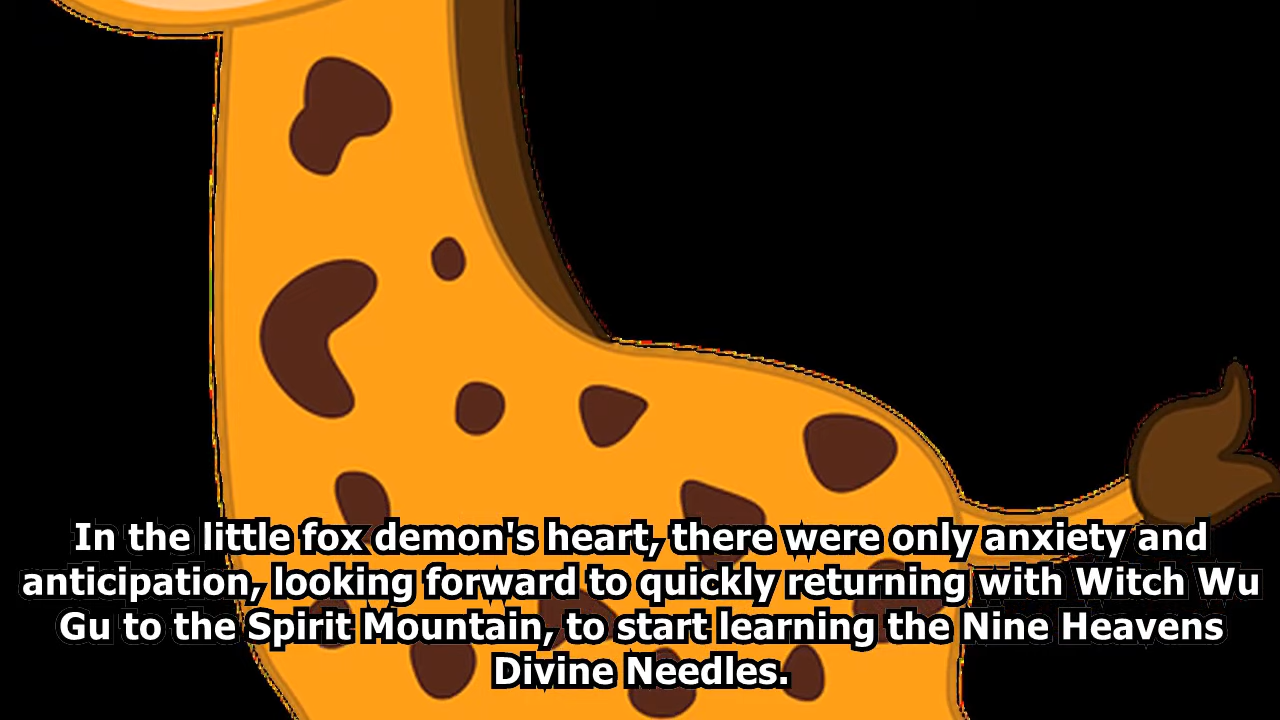 In the little fox demon's heart, there were only anxiety and
anticipation, looking forward to quickly returning with Witch Wu
Gu to the Spirit Mountain, to start learning the Nine Heavens
Divine Needles.